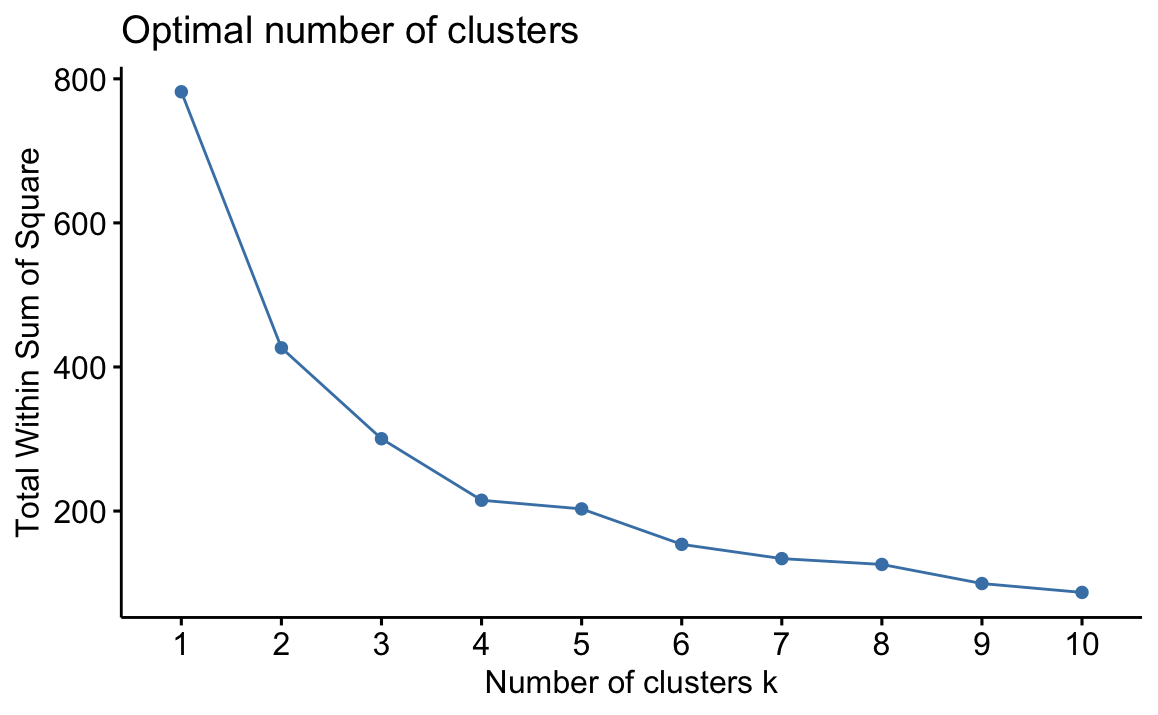 Optimal number of clusters
Total Within Sum of Square
800
600
400
200
1 2 3 4 5 6 7 8 9 10
Number of clusters k